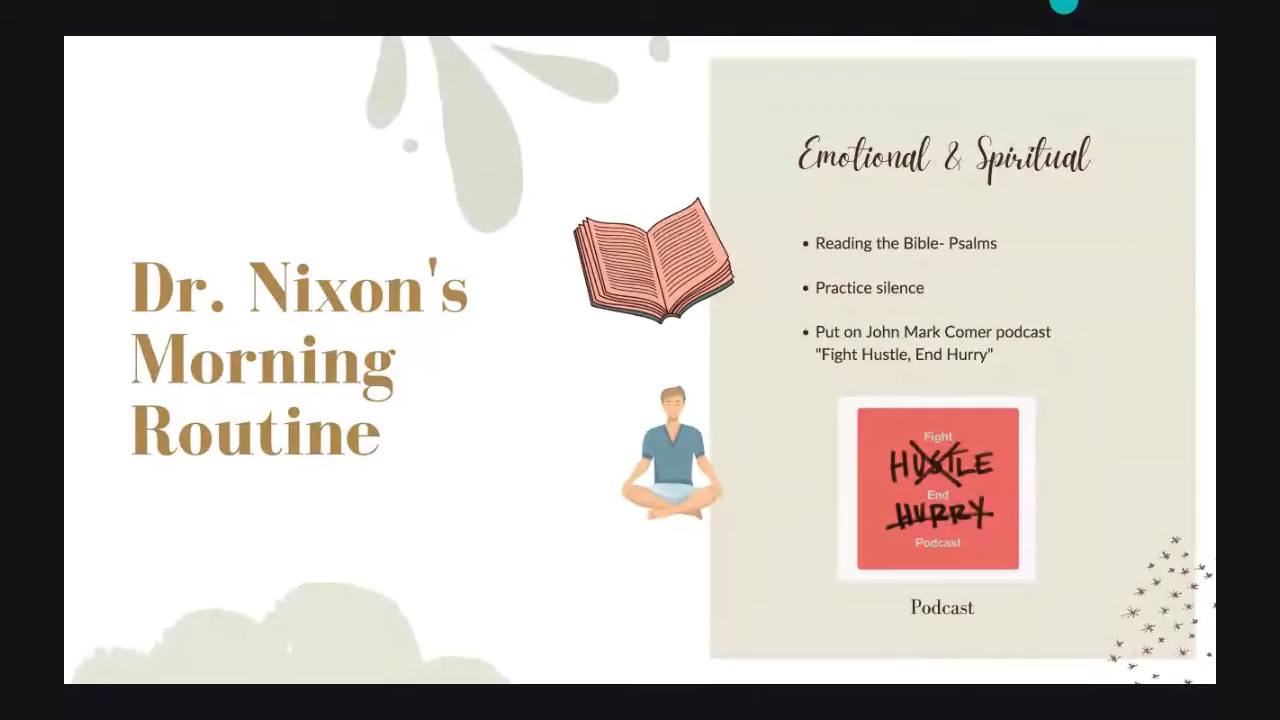 Dr. Nixon's
Morning
Routine
Emotional & Spiritual
• Reading the Bible- Psalms
• Practice silence
• Put on John Mark Comer podcast
"Fight Hustle, End Hurry"
Fight
HUSTLE
End
HURRY
Podcast
Podcast